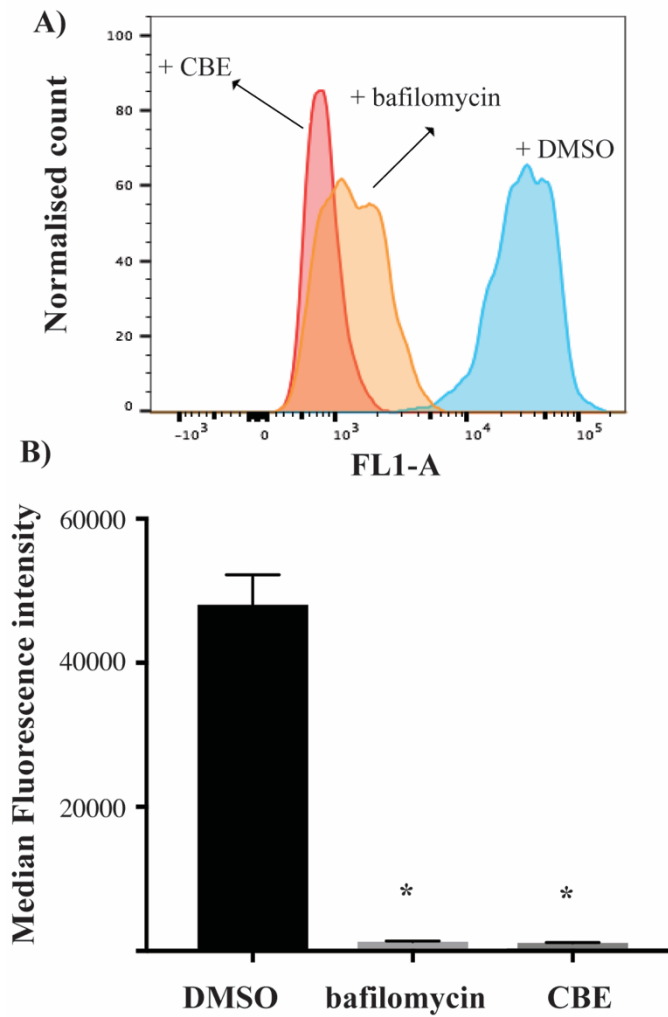 A)
Normalised count
100
80
60
40
20
0
+ CBE
+ bafilomycin
+ DMSO
-10³ 0 10³ 10⁴ 10⁵
FL1-A
B)
Median Fluorescence intensity
60000
40000
20000
* *
DMSO bafilomycin CBE